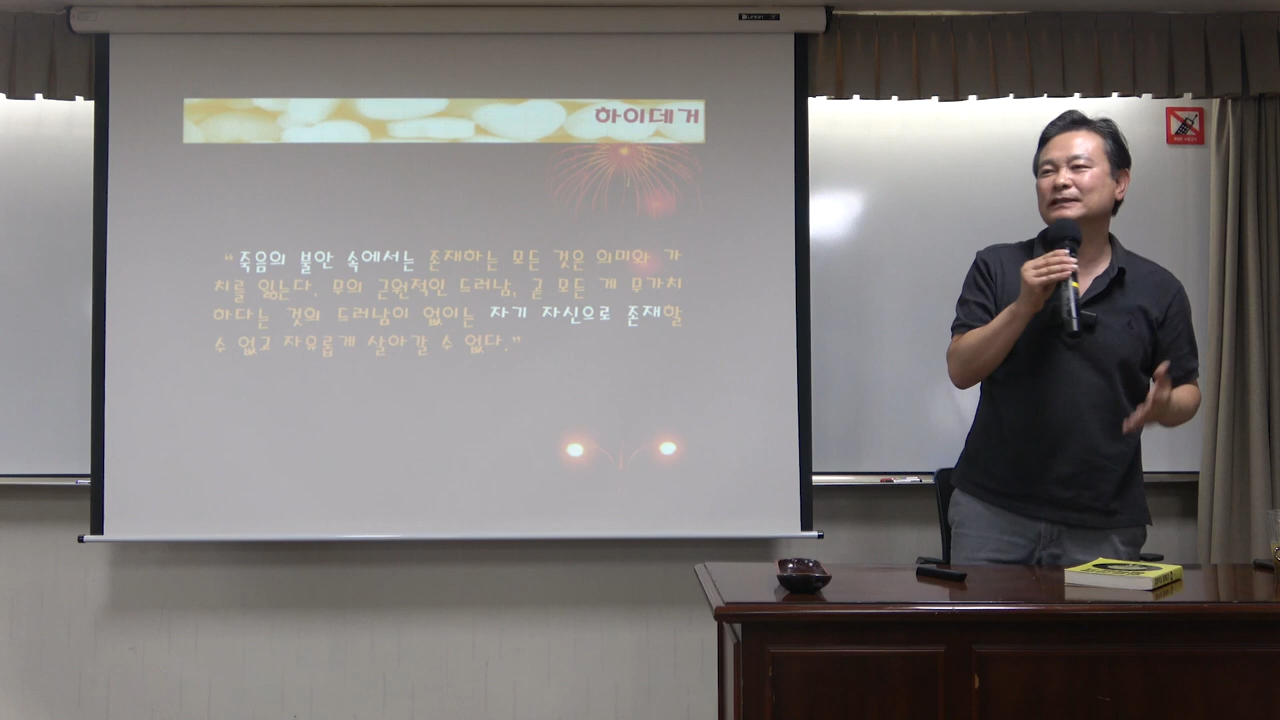 하이데거
“죽음의 불안 속에서는 존재하는 모든 것은 의미와 가
치를 잃는다. 무의 근원적인 드러남, 곧 모든 게 무가치
하다는 것의 드러남이 없이는 자기 자신으로 존재할
수 없고 자유롭게 살아갈 수 없다.”